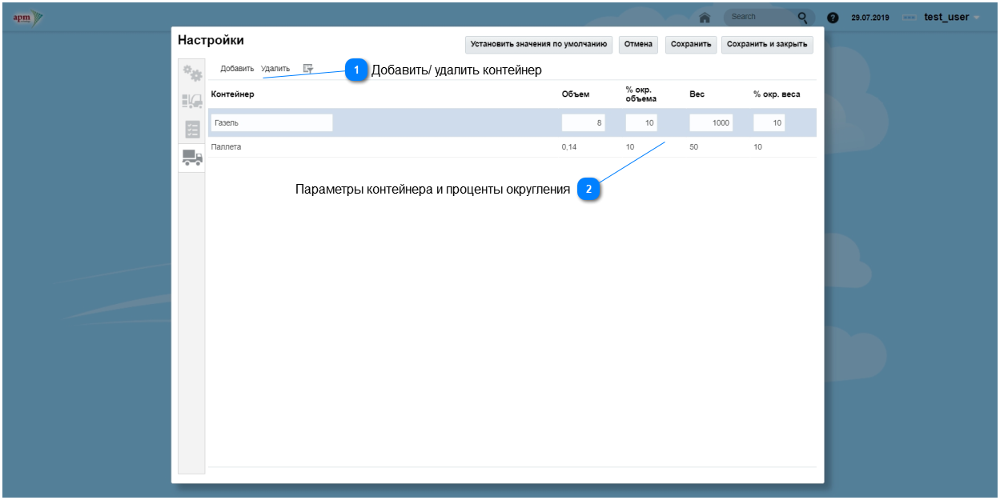 apm
Search
29.07.2019
test_user
Настройки
Установить значения по умолчанию
Отмена
Сохранить
Сохранить и закрыть
Добавить Удалить
1 Добавить/ удалить контейнер
Контейнер Объем % окр. объема Вес % окр. веса
Газель 8 10 1000 10
Паллета 0,14 10 50 10
Параметры контейнера и проценты округления 2